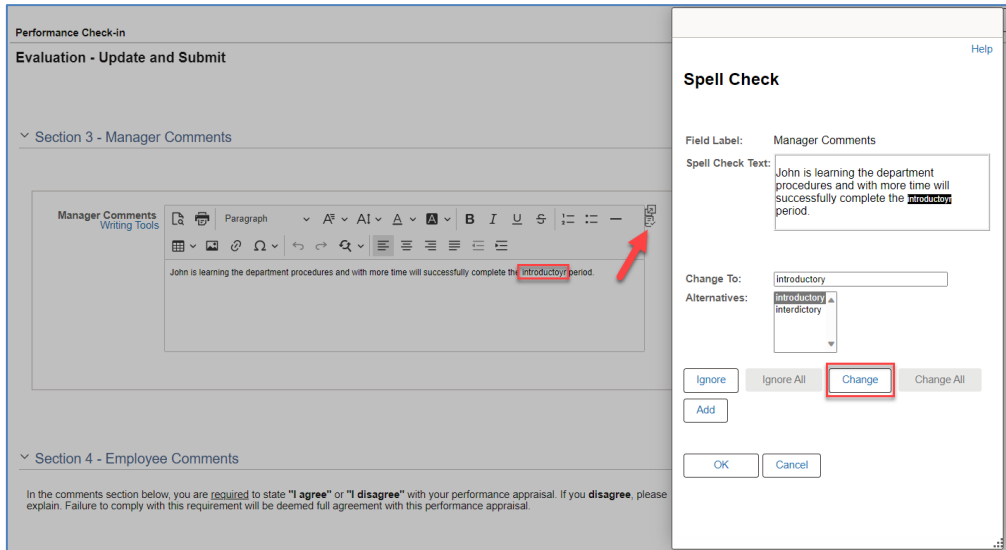 Performance Check-in
Evaluation - Update and Submit
Section 3 - Manager Comments
Manager Comments
Writing Tools
Paragraph
John is learning the department procedures and with more time will successfully complete the introductoyr period.
Section 4 - Employee Comments
In the comments section below, you are required to state "I agree" or "I disagree" with your performance appraisal. If you disagree, please
explain. Failure to comply with this requirement will be deemed full agreement with this performance appraisal.
Help
Spell Check
Field Label: Manager Comments
Spell Check Text:
John is learning the department
procedures and with more time will
successfully complete the introductoyr
period.
Change To: introductory
Alternatives: introductory
interdictory
Ignore Ignore All Change Change All
Add
OK Cancel